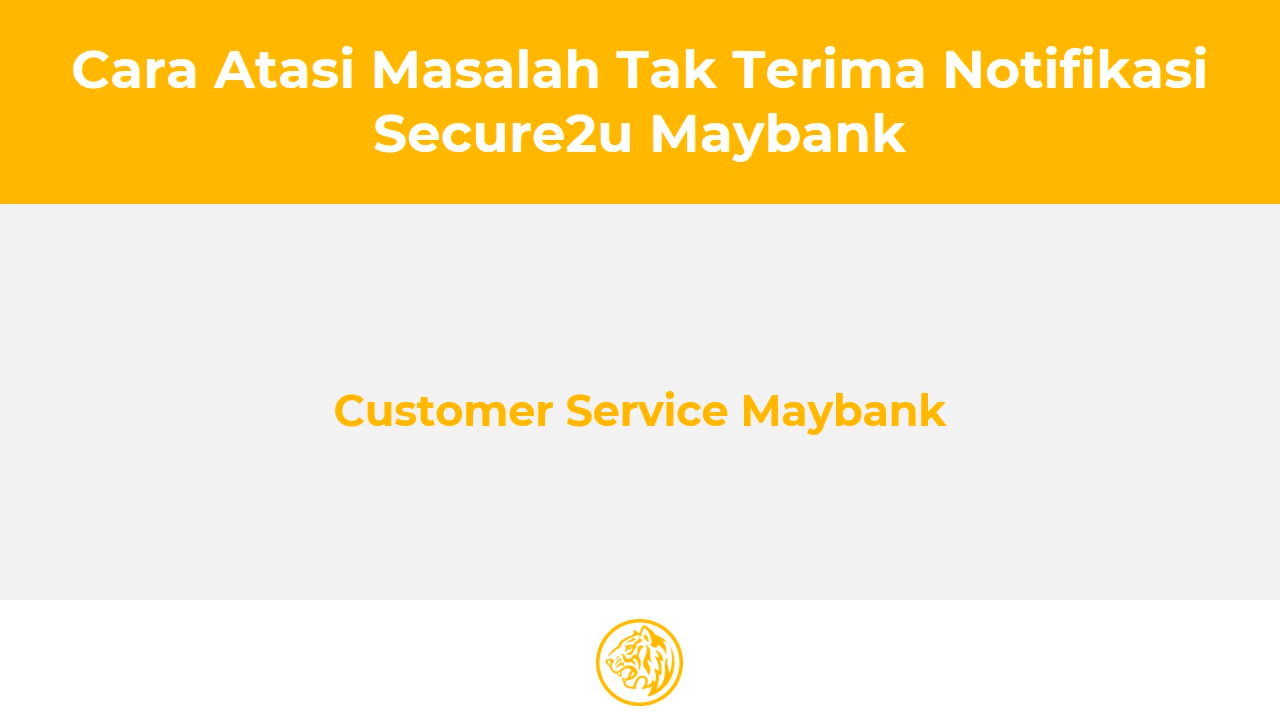 Cara Atasi Masalah Tak Terima Notifikasi
Secure2u Maybank
Customer Service Maybank